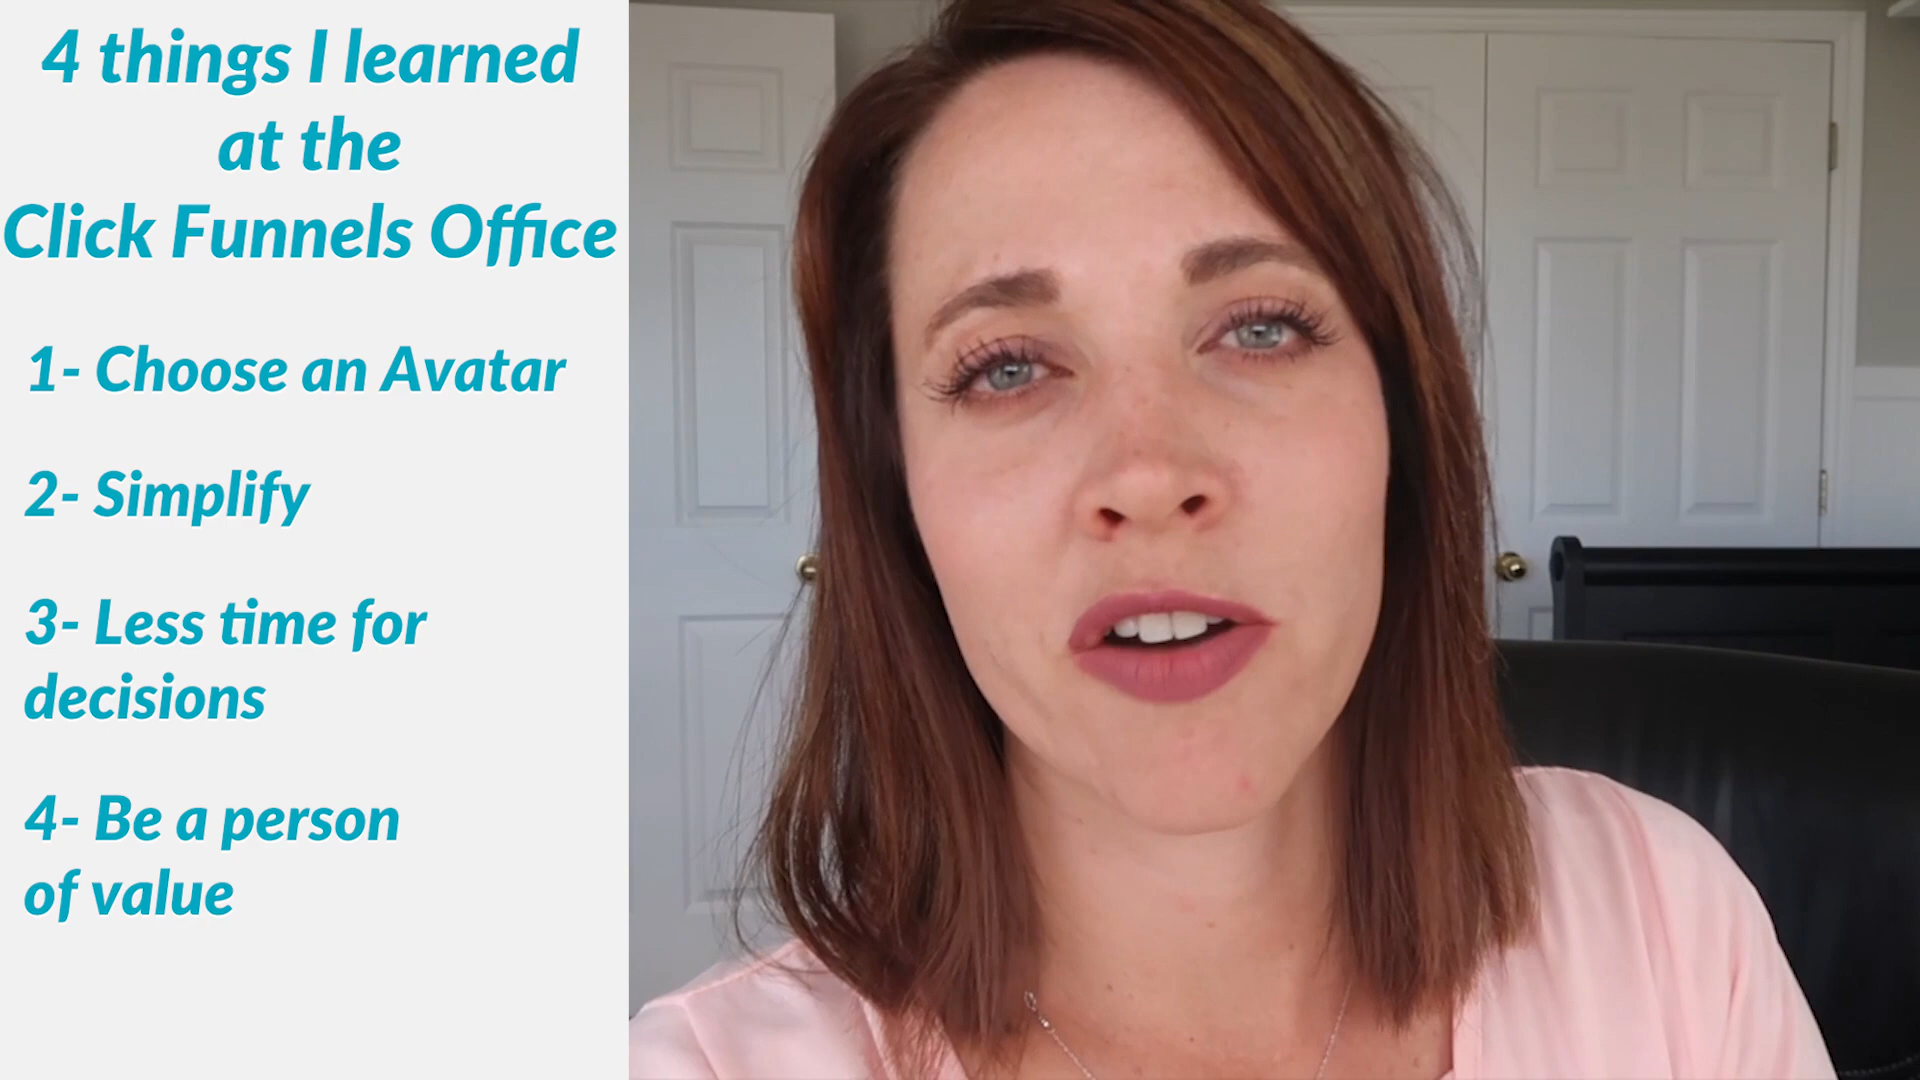 4 things I learned
at the
Click Funnels Office
1- Choose an Avatar
2- Simplify
3- Less time for
decisions
4- Be a person
of value